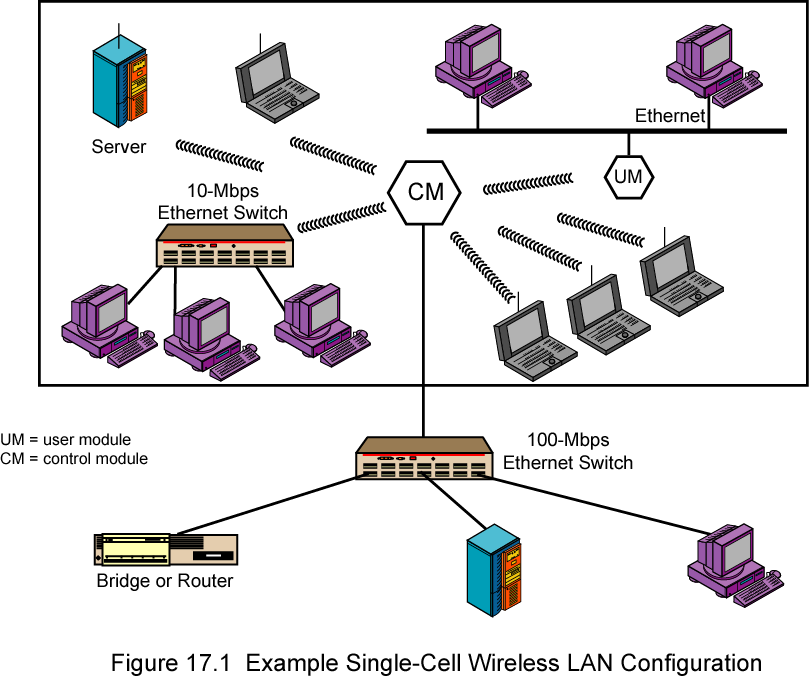 Server
Ethernet
10-Mbps
Ethernet Switch
CM
UM
UM = user module
CM = control module
100-Mbps
Ethernet Switch
Bridge or Router
Figure 17.1 Example Single-Cell Wireless LAN Configuration